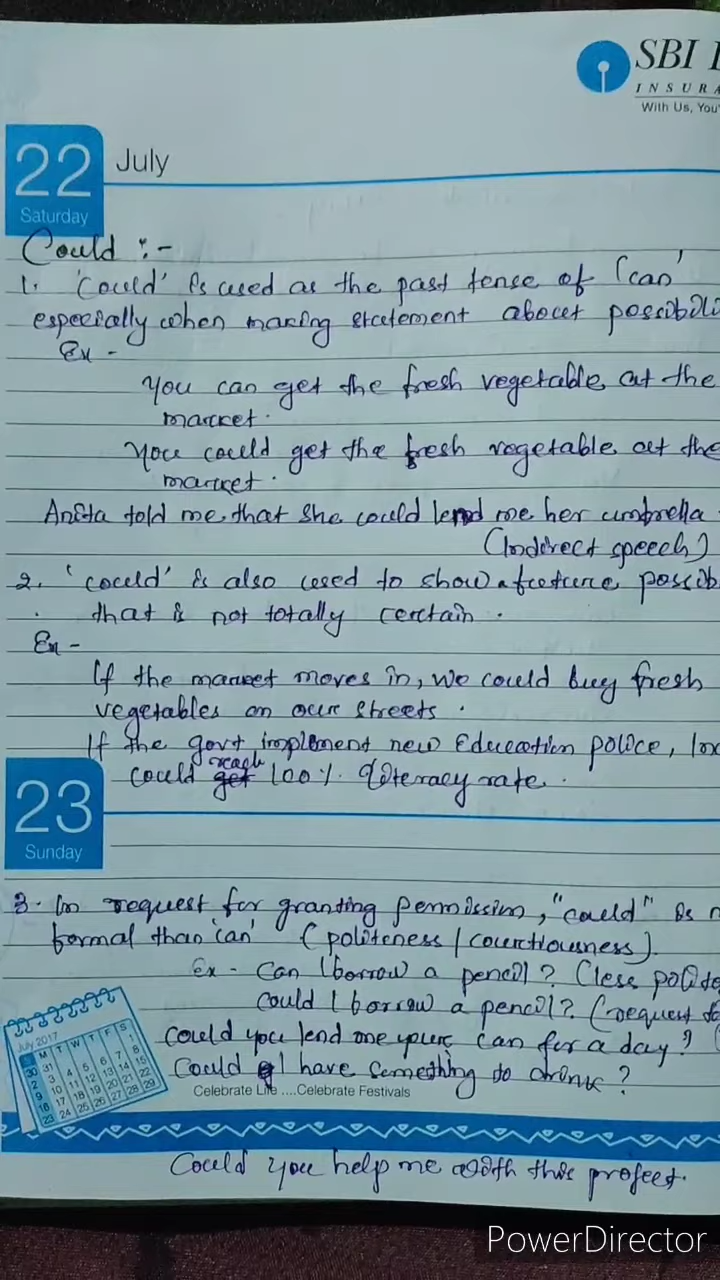 SBI
INSURA
With Us, You'
22
July
Saturday
Could :-
1. 'Could' is used as the past tense of 'can'
especially when making statement about possibili
Ex -
You can get the fresh vegetable at the
market.
You could get the fresh vegetable at the
market.
Anita told me, that she could lend me her umbrella
(Indirect speech)
2. 'could' is also used to show a future possib
that is not totally certain.
Ex -
If the market moves in, we could buy fresh
vegetables on our streets.
If the govt implement new Education police,
could get reach 100% literacy rate.
23
Sunday
3. In request for granting permission, "could" is
formal than 'can' (politeness/courtiousness).
Ex - Can I borrow a pencil? (less polite
Could I borrow a pencil? (request
Could you lend me your can for a day?
Could I have something to drink?
July 2017
M T W T F S
Celebrate Life ....Celebrate Festivals
Could you help me with this project.
PowerDirector